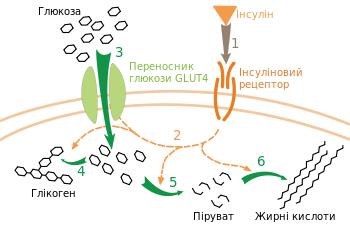 Глюкоза
Інсулін
1
3
Переносник
глюкози GLUT4
Інсуліновий
рецептор
2
4
5
6
Глікоген
Піруват
Жирні кислоти